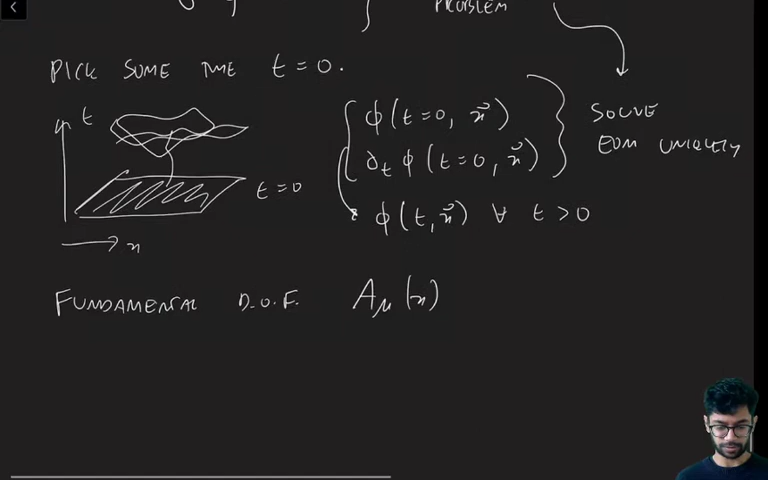 PROBLEM
PICK SOME TIME t = 0.
t
ϕ(t=0, x⃗)
∂ₜ ϕ(t=0, x⃗)
SOLVE
EOM UNIQUELY
t = 0
ϕ(t, x⃗) ∀ t > 0
x
FUNDAMENTAL D.O.F. Aμ(x)